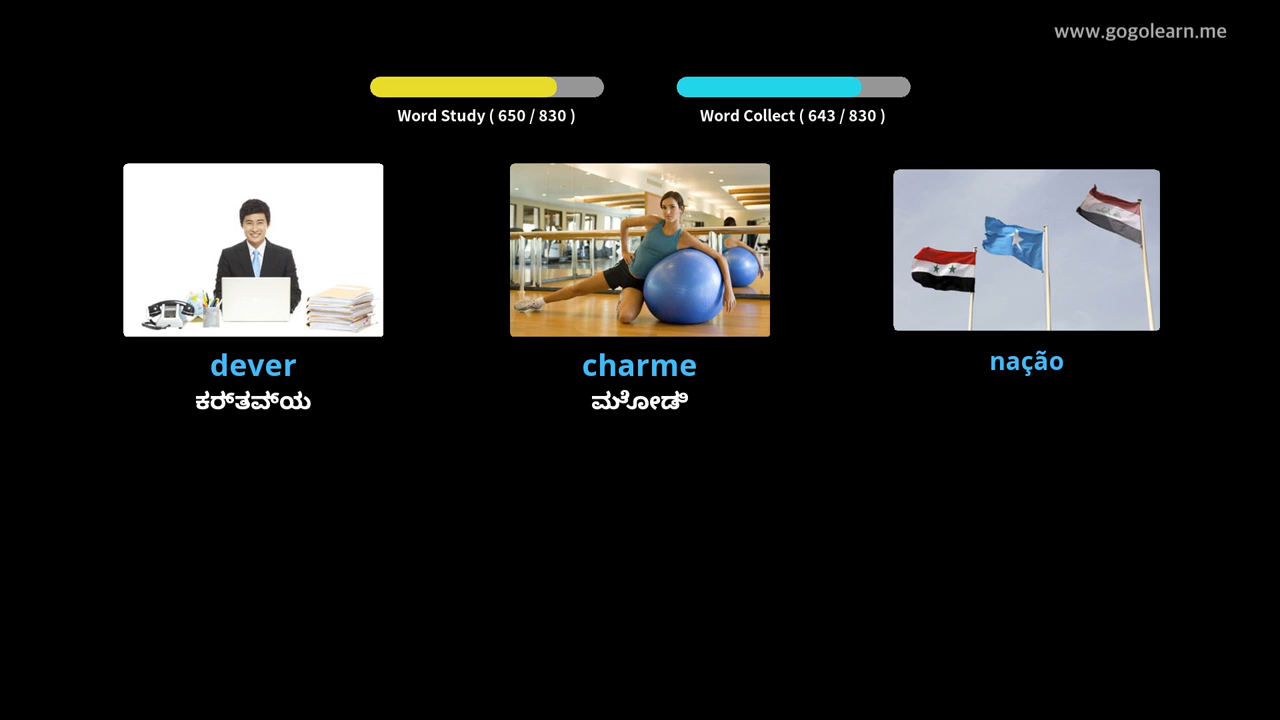 www.gogolearn.me
Word Study ( 650 / 830 )
Word Collect ( 643 / 830 )
dever
charme
nação
ಕರ್ತವ್ಯ
ಮೋಡಿ